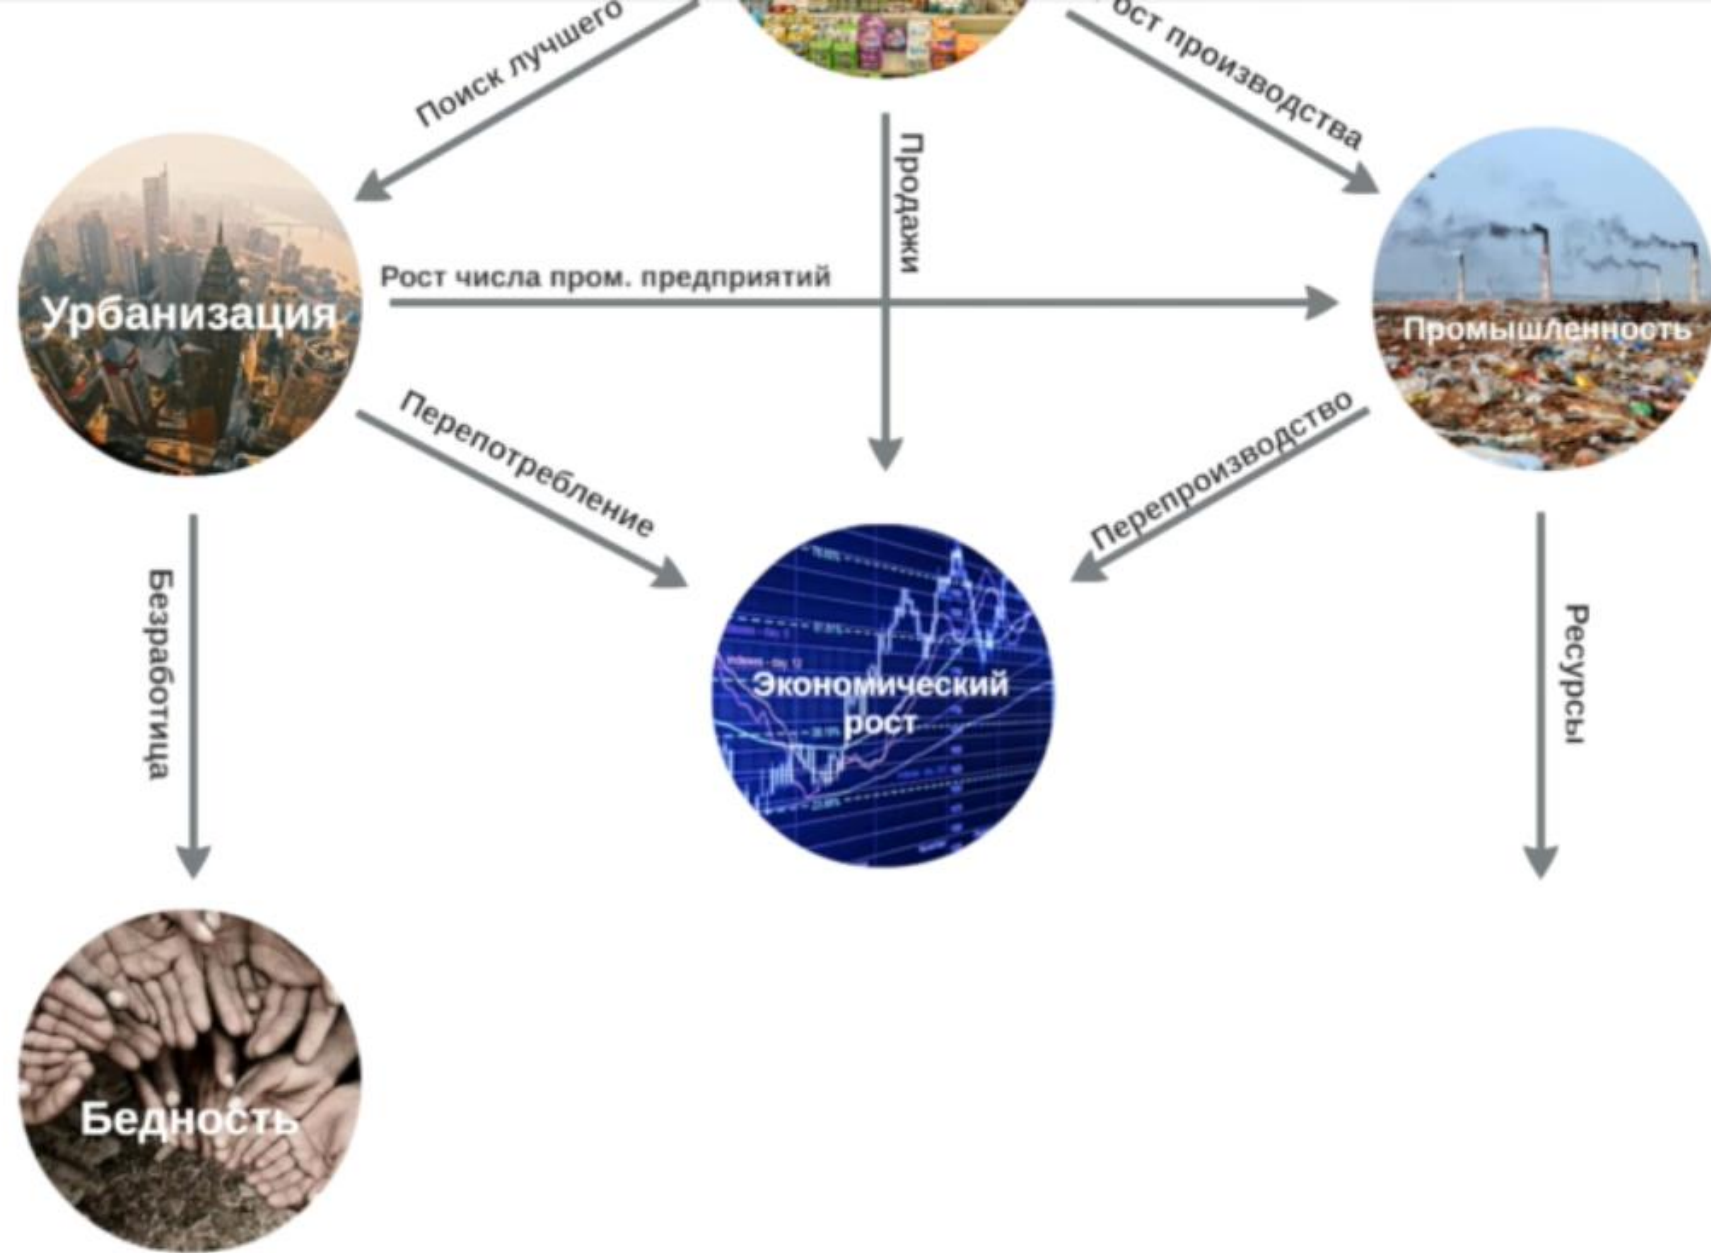 Поиск лучшего
ост производства
Продажи
Рост числа пром. предприятий
Урбанизация
Промышленность
Перепотребление
Перепроизводство
Безработица
Экономический
рост
Ресурсы
Бедность